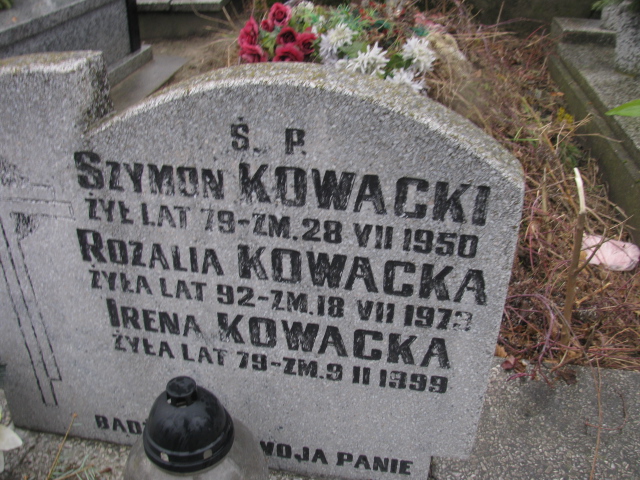 Ś. P.
SZYMON KOWACKI
ŻYŁ LAT 79-ZM. 28 VII 1950
ROZALIA KOWACKA
ŻYŁA LAT 92-ZM. 18 VII 1973
IRENA KOWACKA
ŻYŁA LAT 79-ZM. 9 II 1999
PANIE